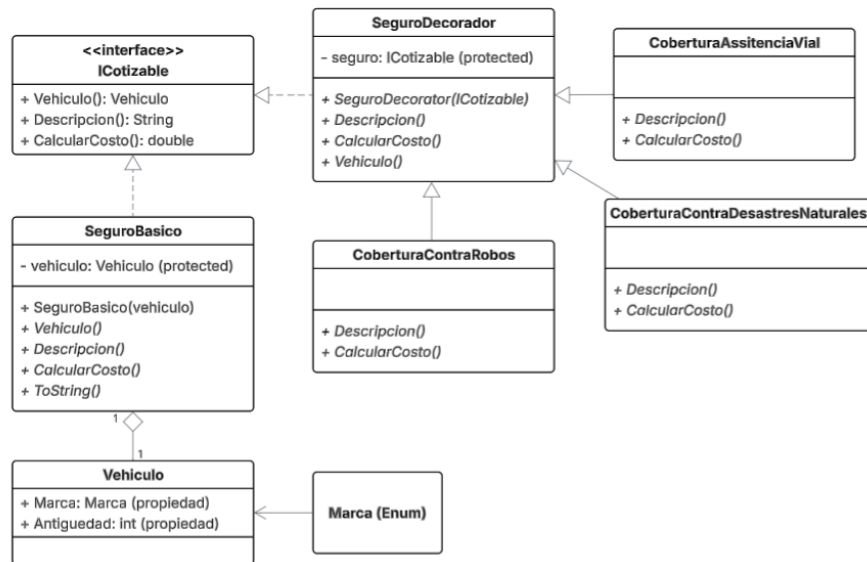 <<interface>>
ICotizable
+ Vehiculo(): Vehiculo
+ Descripcion(): String
+ CalcularCosto(): double
SeguroDecorador
- seguro: ICotizable (protected)
+ SeguroDecorator(ICotizable)
+ Descripcion()
+ CalcularCosto()
+ Vehiculo()
CoberturaAssitenciaVial
+ Descripcion()
+ CalcularCosto()
SeguroBasico
- vehiculo: Vehiculo (protected)
+ SeguroBasico(vehiculo)
+ Vehiculo()
+ Descripcion()
+ CalcularCosto()
+ ToString()
CoberturaContraRobos
+ Descripcion()
+ CalcularCosto()
CoberturaContraDesastresNaturales
+ Descripcion()
+ CalcularCosto()
1
1
Vehiculo
+ Marca: Marca (propiedad)
+ Antiguedad: int (propiedad)
Marca (Enum)